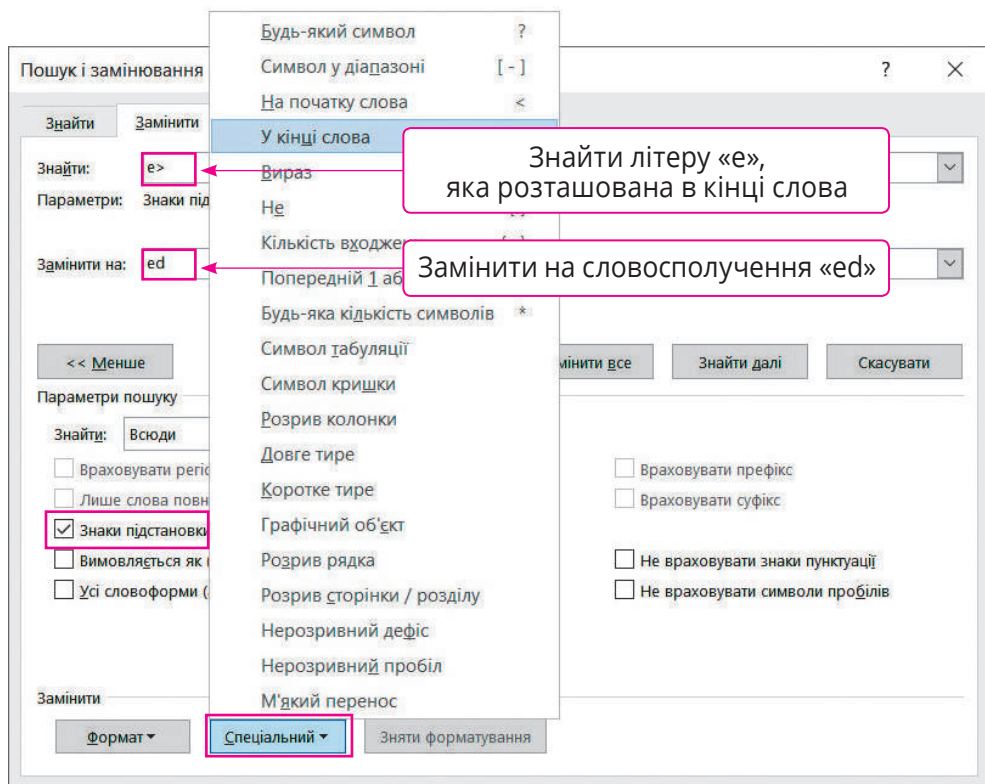 Будь-який символ ?
Символ у діапазоні [ - ]
На початку слова <
У кінці слова
Вираз
Не
Кількість входжен
Попередній 1 аб
Будь-яка кількість символів *
Символ табуляції
Символ кришки
Розрив колонки
Довге тире
Коротке тире
Графічний об'єкт
Розрив рядка
Розрив сторінки / розділу
Нерозривний дефіс
Нерозривний пробіл
М'який перенос
Пошук і замінювання ? ×
Знайти Замінити
Знайти: e>
Параметри: Знаки під
Замінити на: ed
Знайти літеру «е»,
яка розташована в кінці слова
Замінити на словосполучення «ed»
<< Менше мінити все Знайти далі Скасувати
Параметри пошуку
Знайти: Всюди
Враховувати регіс
Лише слова повн
Знаки підстановки
Вимовляється як
Усі словоформи (
Враховувати префікс
Враховувати суфікс
Не враховувати знаки пунктуації
Не враховувати символи пробілів
Замінити
Формат Спеціальний Зняти форматування